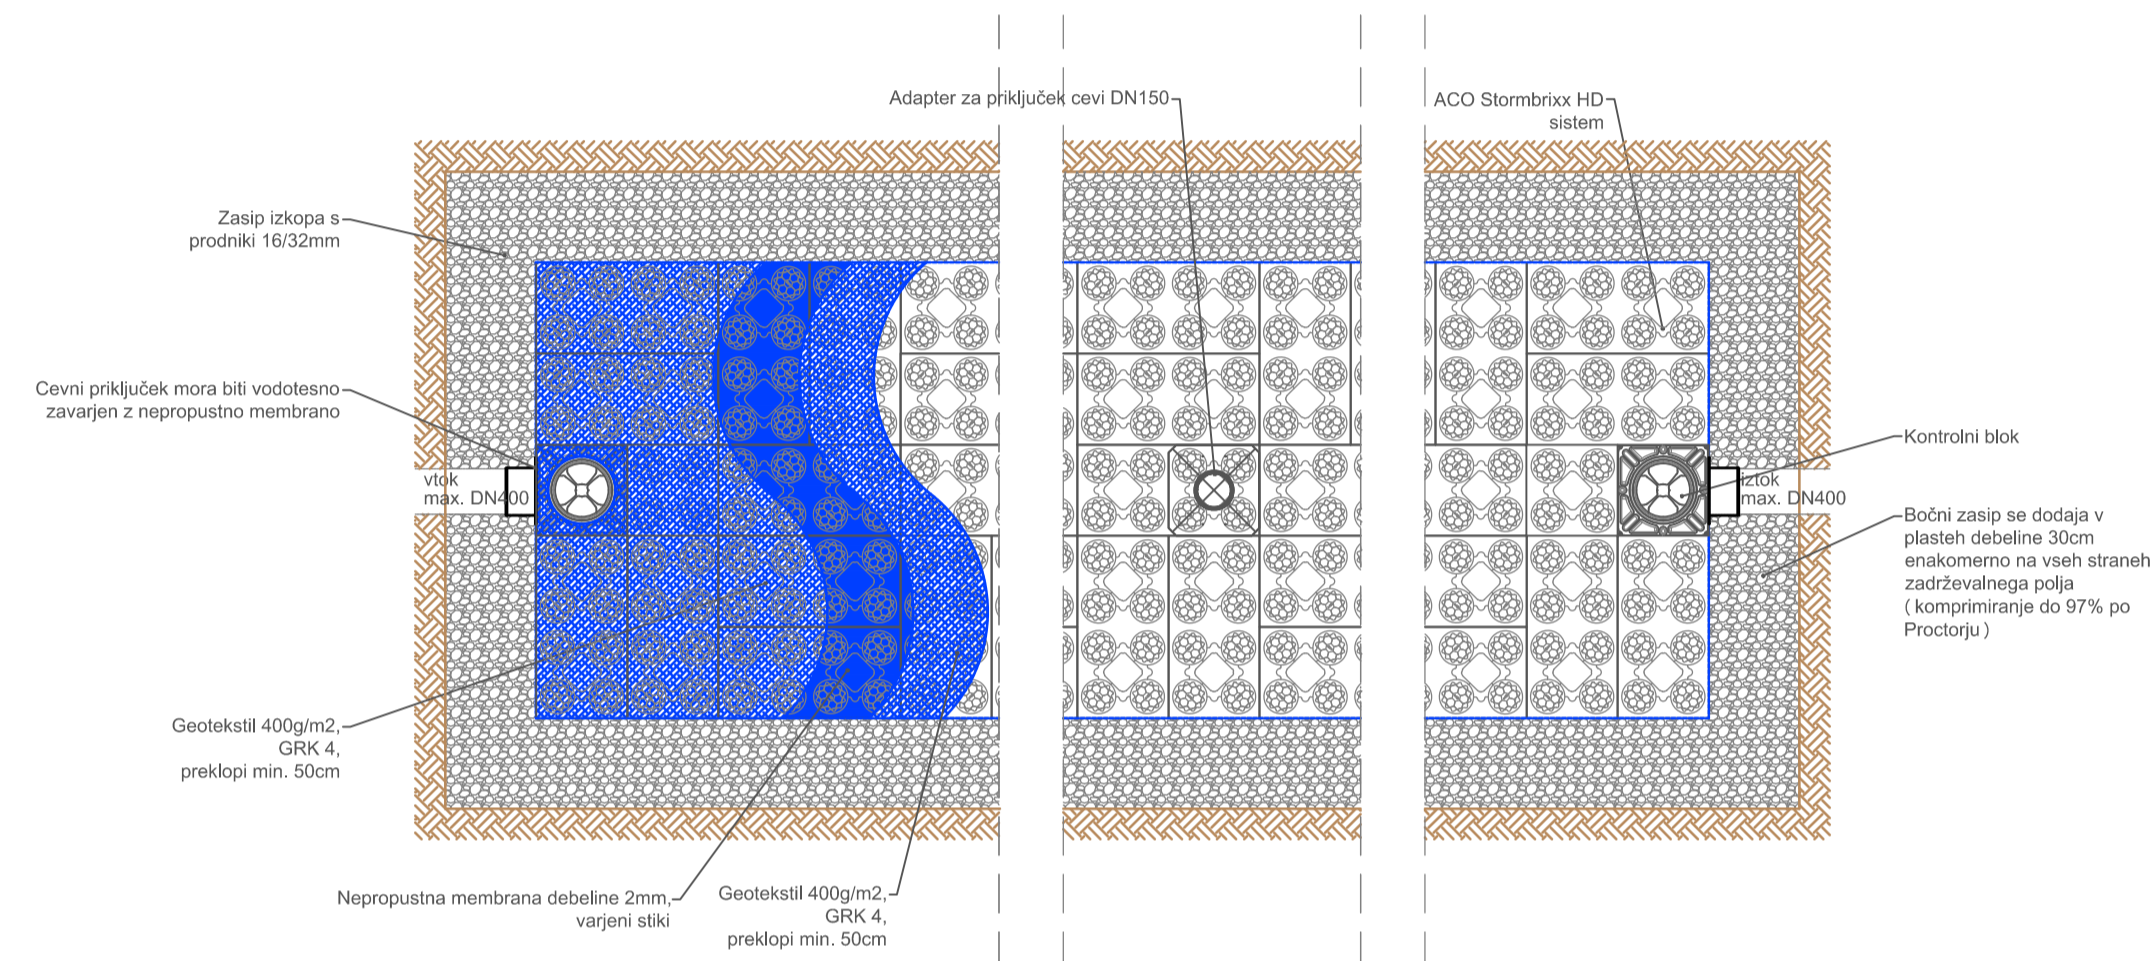 Adapter za priključek cevi DN150
ACO Stormbrixx HD
sistem
Zasip izkopa s
prodniki 16/32mm
Cevni priključek mora biti vodotesno
zavarjen z nepropustno membrano
vtok
max. DN400
Kontrolni blok
iztok
max. DN400
Bočni zasip se dodaja v
plasteh debeline 30cm
enakomerno na vseh straneh
zadrževalnega polja
( komprimiranje do 97% po
Proctorju )
Geotekstil 400g/m2,
GRK 4,
preklopi min. 50cm
Nepropustna membrana debeline 2mm,
varjeni stiki
Geotekstil 400g/m2,
GRK 4,
preklopi min. 50cm